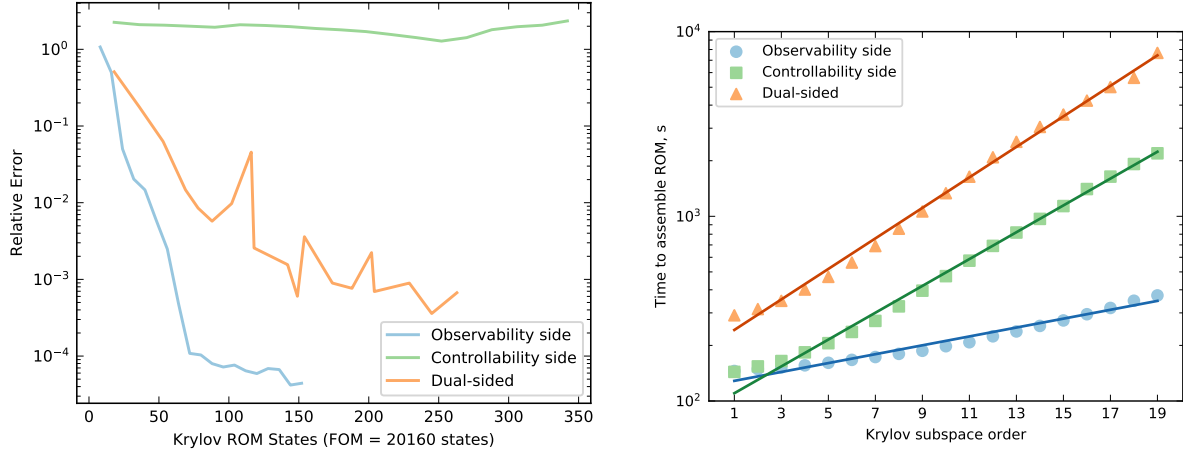 Relative Error
10^0
10^-1
10^-2
10^-3
10^-4
0 50 100 150 200 250 300 350
Krylov ROM States (FOM = 20160 states)
Observability side
Controllability side
Dual-sided
Time to assemble ROM, s
10^4
10^3
10^2
1 3 5 7 9 11 13 15 17 19
Krylov subspace order
Observability side
Controllability side
Dual-sided